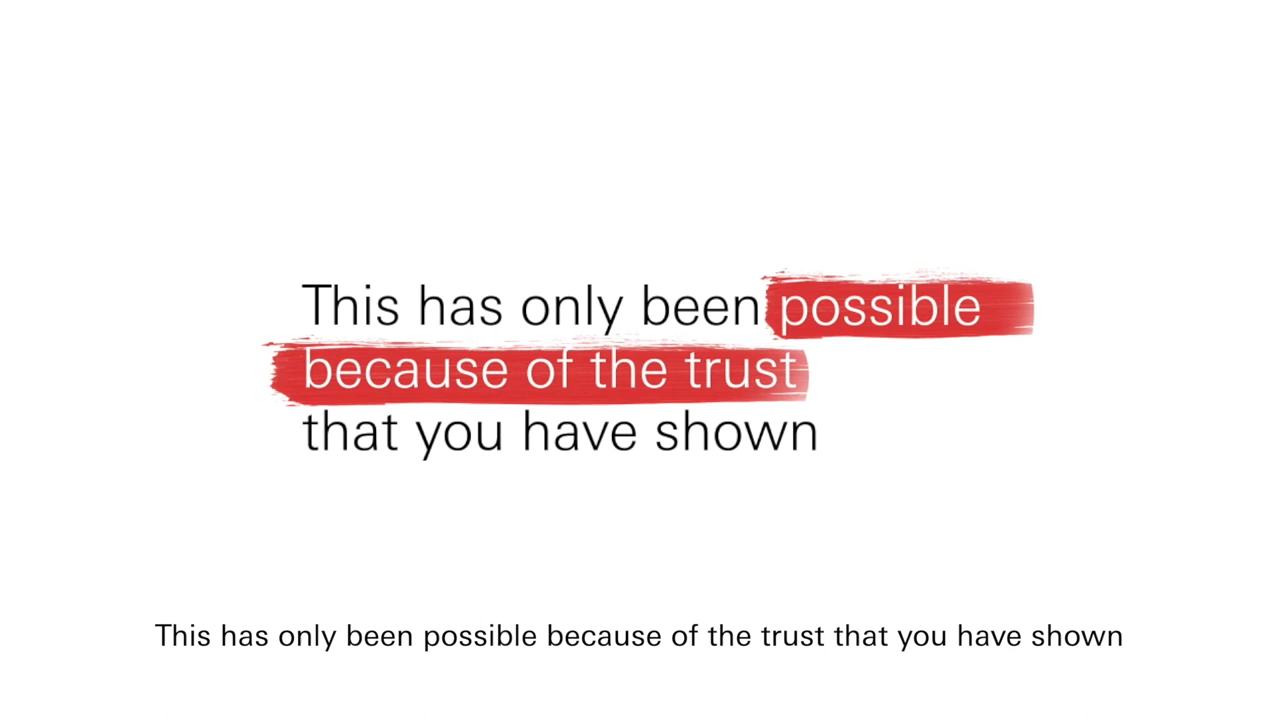 This has only been possible
because of the trust
that you have shown
This has only been possible because of the trust that you have shown